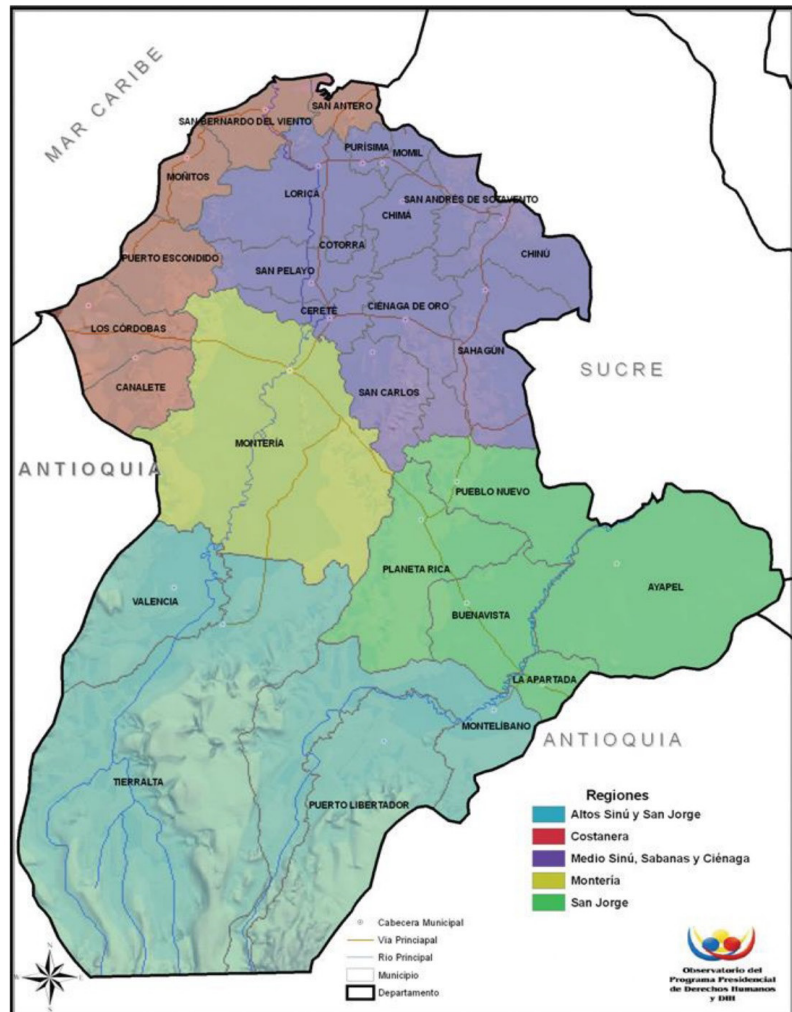 MAR CARIBE
SAN ANTERO
SAN BERNARDO DEL VIENTO
PURÍSIMA
MOMIL
MOÑITOS
LORICA
SAN ANDRÉS DE SOTAVENTO
CHIMÁ
COTORRA
CHINÚ
PUERTO ESCONDIDO
SAN PELAYO
CERETÉ
CIÉNAGA DE ORO
LOS CÓRDOBAS
SAHAGÚN
SUCRE
CANALETE
SAN CARLOS
MONTERÍA
ANTIOQUIA
PUEBLO NUEVO
PLANETA RICA
AYAPEL
VALENCIA
BUENAVISTA
LA APARTADA
MONTELÍBANO
ANTIOQUIA
TIERRALTA
PUERTO LIBERTADOR
Regiones
Altos Sinú y San Jorge
Costanera
Medio Sinú, Sabanas y Ciénaga
Montería
San Jorge
Cabecera Municipal
Via Princiapal
Rio Principal
Municipio
Departamento
Observatorio del
Programa Presidencial
de Derechos Humanos
y DIH